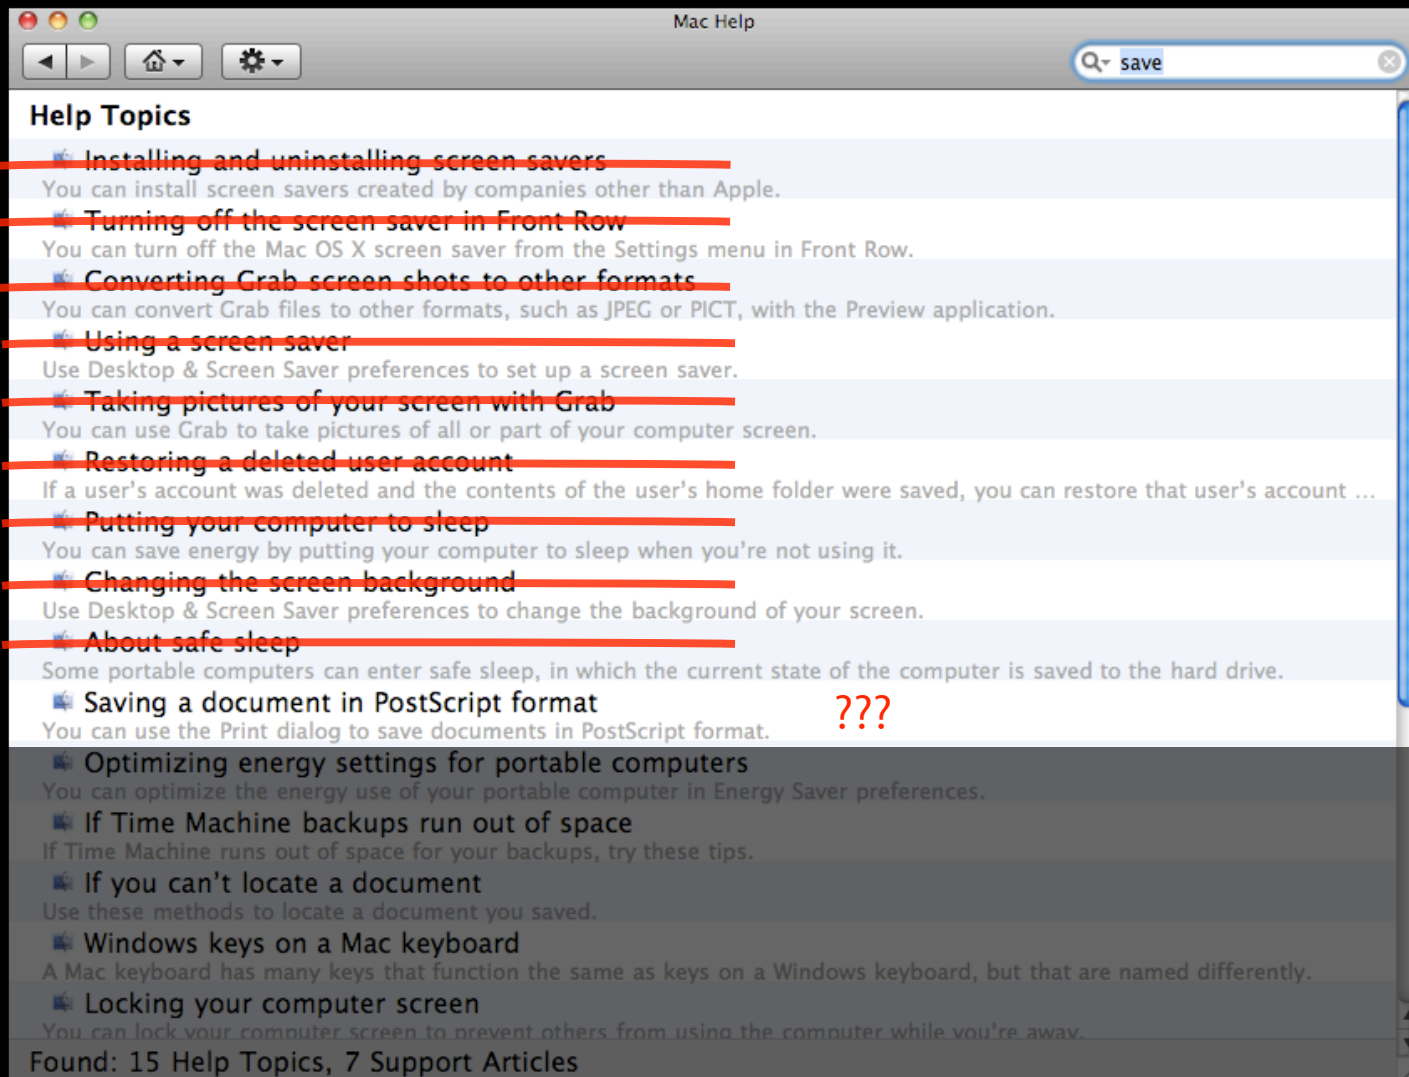 Mac Help
save
Help Topics
Installing and uninstalling screen savers
You can install screen savers created by companies other than Apple.
Turning off the screen saver in Front Row
You can turn off the Mac OS X screen saver from the Settings menu in Front Row.
Converting Grab screen shots to other formats
You can convert Grab files to other formats, such as JPEG or PICT, with the Preview application.
Using a screen saver
Use Desktop & Screen Saver preferences to set up a screen saver.
Taking pictures of your screen with Grab
You can use Grab to take pictures of all or part of your computer screen.
Restoring a deleted user account
If a user's account was deleted and the contents of the user's home folder were saved, you can restore that user's account ...
Putting your computer to sleep
You can save energy by putting your computer to sleep when you're not using it.
Changing the screen background
Use Desktop & Screen Saver preferences to change the background of your screen.
About safe sleep
Some portable computers can enter safe sleep, in which the current state of the computer is saved to the hard drive.
Saving a document in PostScript format
???
You can use the Print dialog to save documents in PostScript format.
Optimizing energy settings for portable computers
You can optimize the energy use of your portable computer in Energy Saver preferences.
If Time Machine backups run out of space
If Time Machine runs out of space for your backups, try these tips.
If you can't locate a document
Use these methods to locate a document you saved.
Windows keys on a Mac keyboard
A Mac keyboard has many keys that function the same as keys on a Windows keyboard, but that are named differently.
Locking your computer screen
You can lock your computer screen to prevent others from using the computer while you're away.
Found: 15 Help Topics, 7 Support Articles